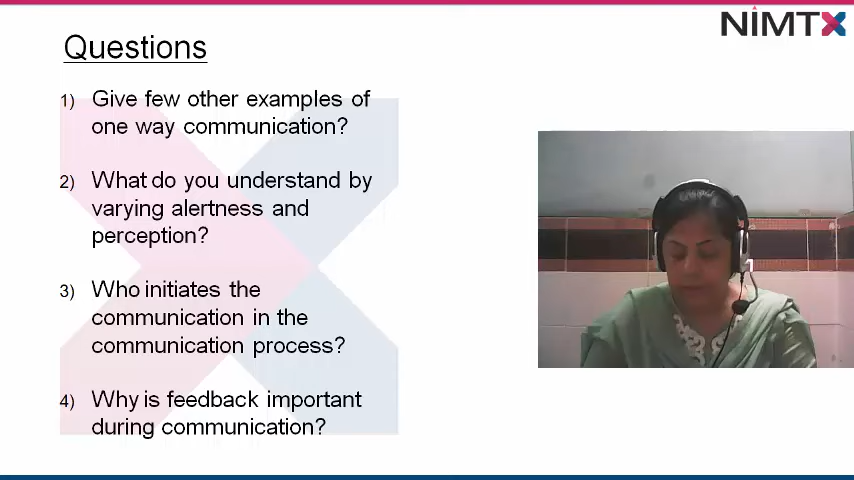 NiMTX
Questions
1) Give few other examples of
one way communication?
2) What do you understand by
varying alertness and
perception?
3) Who initiates the
communication in the
communication process?
4) Why is feedback important
during communication?